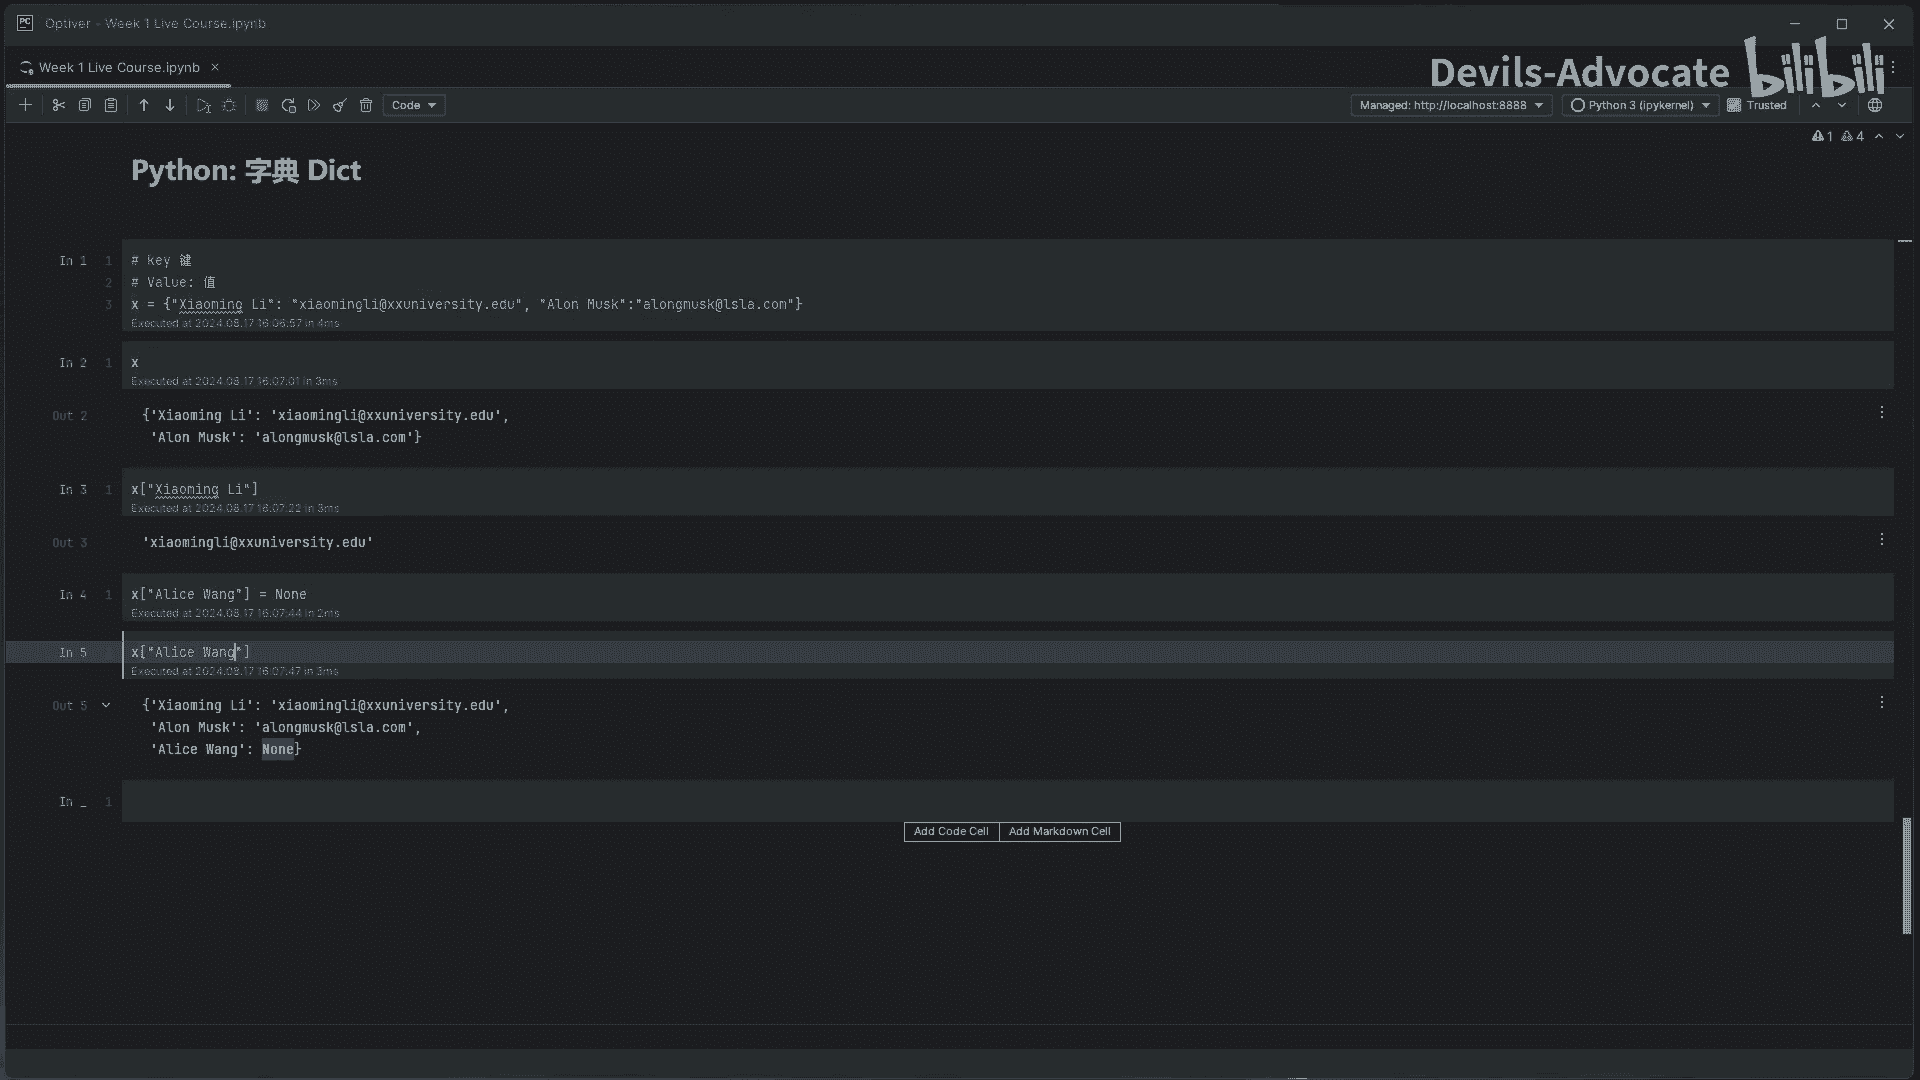 Optiver – Week 1 Live Course.ipynb
Week 1 Live Course.ipynb
Devils-Advocate bilibili
Code
Managed: http://localhost:8888
Python 3 (ipykernel)
Trusted
1 4
Python: 字典 Dict
In 1
1 # key 键
2 # Value: 值
3 x = {"Xiaoming Li": "xiaomingli@xxuniversity.edu", "Alon Musk":"alongmusk@lsla.com"}
Executed at 2024.08.17 16:06:57 in 4ms
In 2 1 x
Executed at 2024.08.17 16:07:01 in 3ms
Out 2 {'Xiaoming Li': 'xiaomingli@xxuniversity.edu',
'Alon Musk': 'alongmusk@lsla.com'}
In 3 1 x["Xiaoming Li"]
Executed at 2024.08.17 16:07:22 in 3ms
Out 3 'xiaomingli@xxuniversity.edu'
In 4 1 x["Alice Wang"] = None
Executed at 2024.08.17 16:07:44 in 2ms
In 5 x["Alice Wang"]
Executed at 2024.08.17 16:07:47 in 3ms
Out 5 {'Xiaoming Li': 'xiaomingli@xxuniversity.edu',
'Alon Musk': 'alongmusk@lsla.com',
'Alice Wang': None}
In _ 1
Add Code Cell Add Markdown Cell